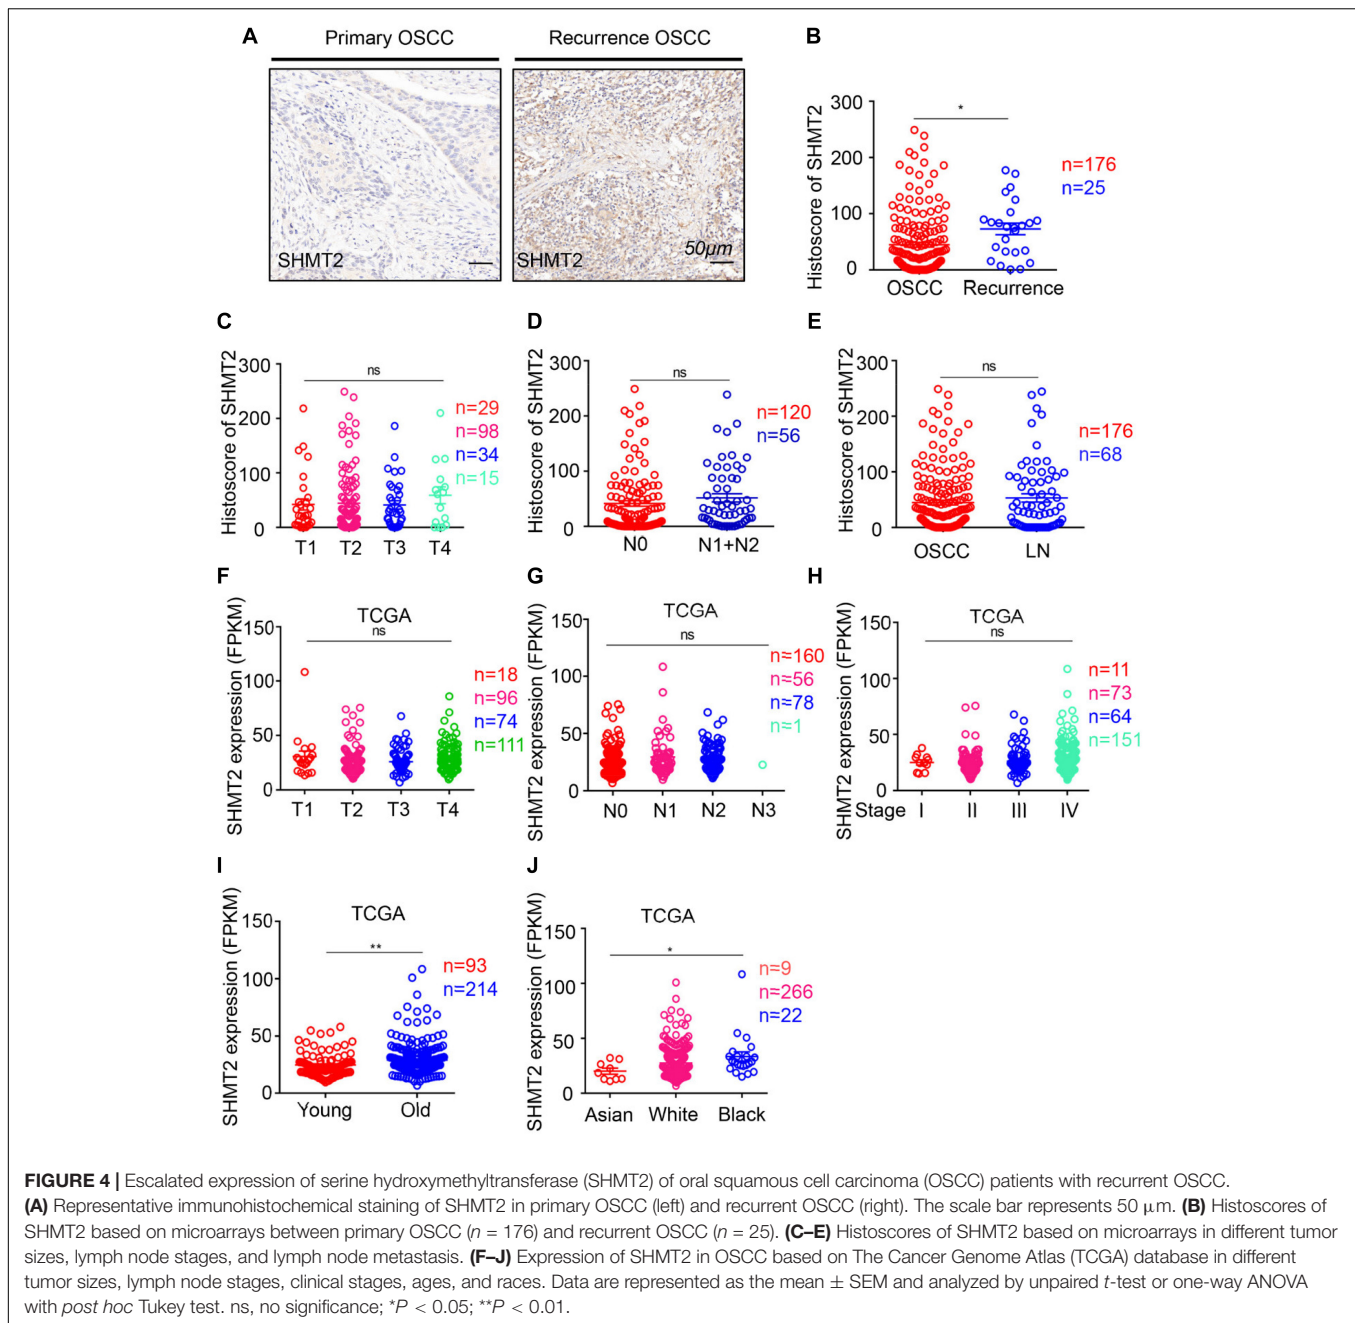 A
Primary OSCC
Recurrence OSCC
SHMT2
SHMT2
50µm
B
Histoscore of SHMT2
300
200
100
0
*
n=176
n=25
OSCC Recurrence
C
Histoscore of SHMT2
300
200
100
0
ns
n=29
n=98
n=34
n=15
T1 T2 T3 T4
D
Histoscore of SHMT2
300
200
100
0
ns
n=120
n=56
N0 N1+N2
E
Histoscore of SHMT2
300
200
100
0
ns
n=176
n=68
OSCC LN
F
SHMT2 expression (FPKM)
TCGA
150
100
50
0
ns
n=18
n=96
n=74
n=111
T1 T2 T3 T4
G
SHMT2 expression (FPKM)
TCGA
150
100
50
0
ns
n=160
n=56
n=78
n=1
N0 N1 N2 N3
H
SHMT2 expression (FPKM)
TCGA
150
100
50
0
ns
n=11
n=73
n=64
n=151
Stage I II III IV
I
SHMT2 expression (FPKM)
TCGA
150
100
50
0
**
n=93
n=214
Young Old
J
SHMT2 expression (FPKM)
TCGA
150
100
50
0
*
n=9
n=266
n=22
Asian White Black
FIGURE 4 | Escalated expression of serine hydroxymethyltransferase (SHMT2) of oral squamous cell carcinoma (OSCC) patients with recurrent OSCC.
(A) Representative immunohistochemical staining of SHMT2 in primary OSCC (left) and recurrent OSCC (right). The scale bar represents 50 μm. (B) Histoscores of
SHMT2 based on microarrays between primary OSCC (n = 176) and recurrent OSCC (n = 25). (C–E) Histoscores of SHMT2 based on microarrays in different tumor
sizes, lymph node stages, and lymph node metastasis. (F–J) Expression of SHMT2 in OSCC based on The Cancer Genome Atlas (TCGA) database in different
tumor sizes, lymph node stages, clinical stages, ages, and races. Data are represented as the mean ± SEM and analyzed by unpaired t-test or one-way ANOVA
with post hoc Tukey test. ns, no significance; *P < 0.05; **P < 0.01.